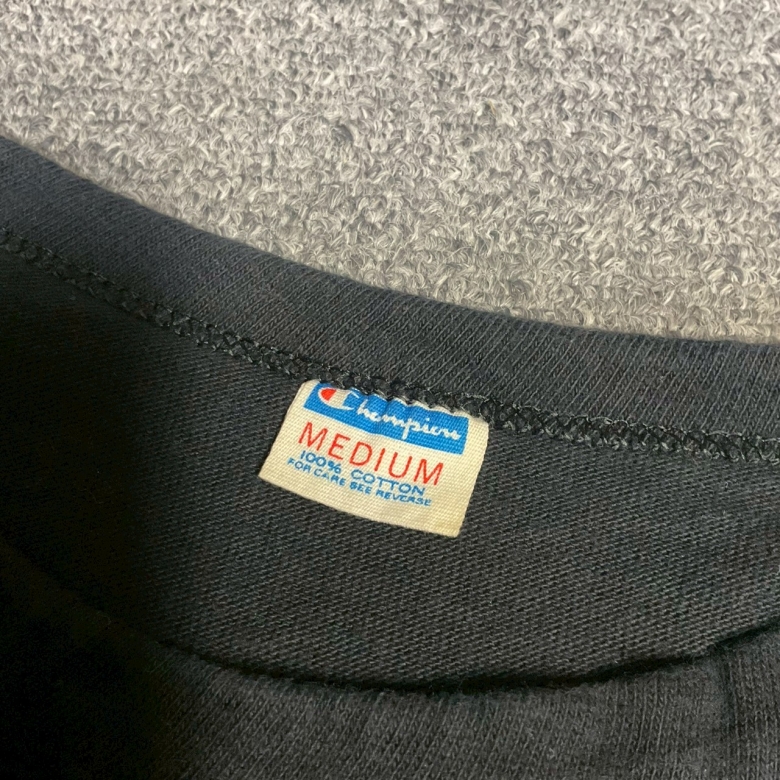 Champion
MEDIUM
100% COTTON
FOR CARE SEE REVERSE